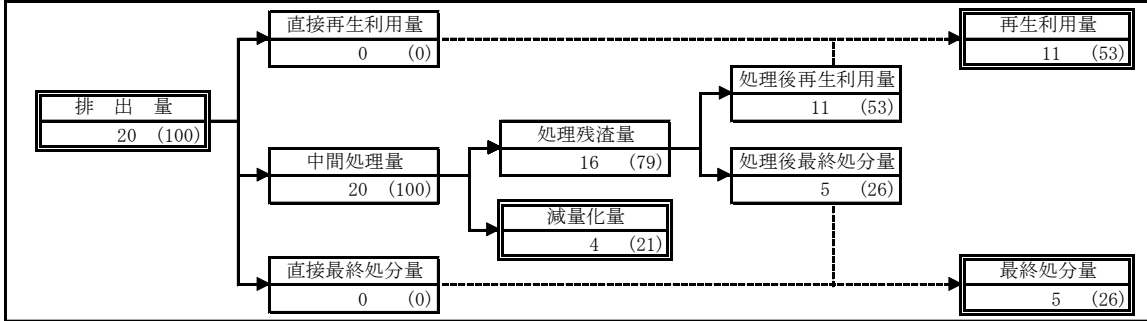 直接再生利用量
0 (0)
再生利用量
11 (53)
処理後再生利用量
11 (53)
排 出 量
20 (100)
処理残渣量
16 (79)
中間処理量
20 (100)
処理後最終処分量
5 (26)
減量化量
4 (21)
直接最終処分量
0 (0)
最終処分量
5 (26)